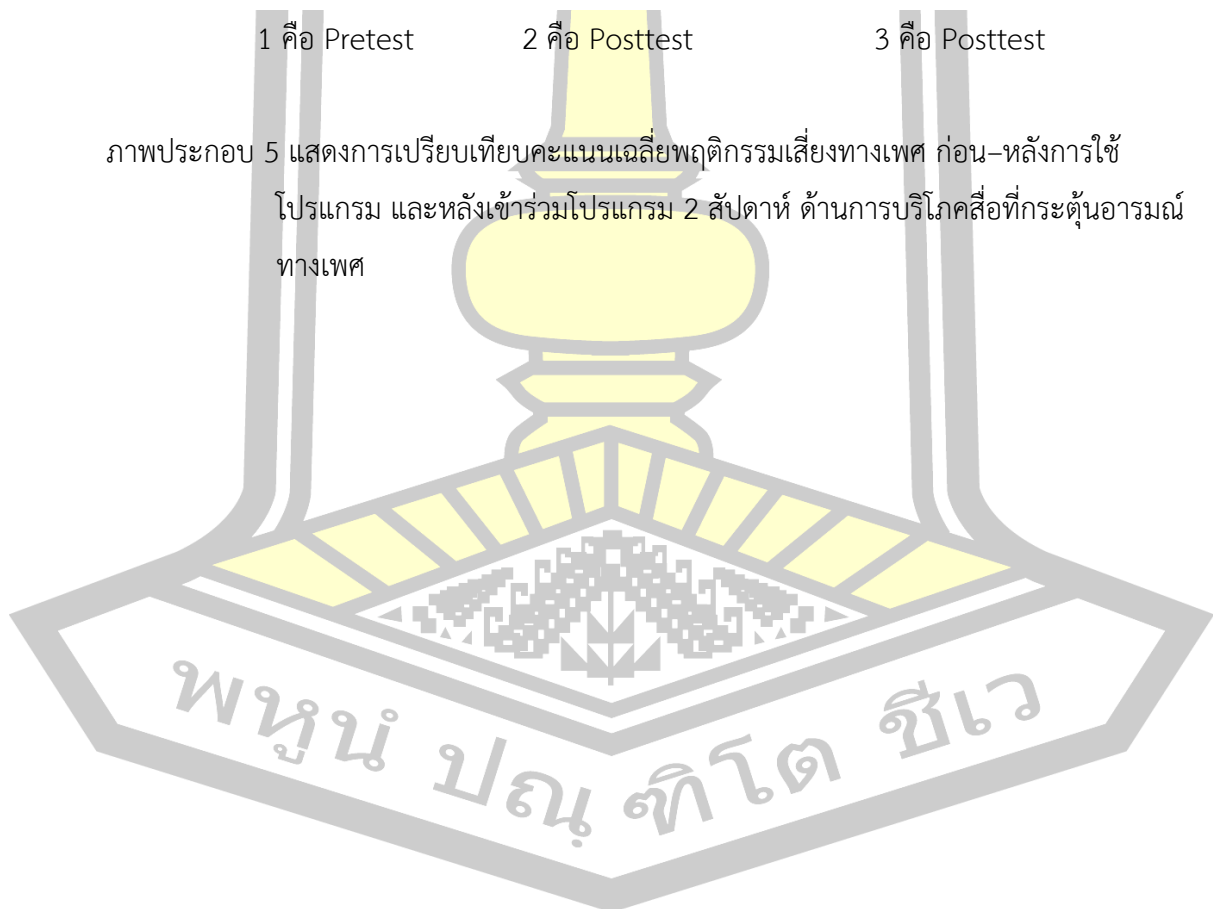 1 คือ Pretest 2 คือ Posttest 3 คือ Posttest
ภาพประกอบ 5 แสดงการเปรียบเทียบคะแนนเฉลี่ยพฤติกรรมเสี่ยงทางเพศ ก่อน–หลังการใช้
โปรแกรม และหลังเข้าร่วมโปรแกรม 2 สัปดาห์ ด้านการบริโภคสื่อที่กระตุ้นอารมณ์
ทางเพศ
พหูนํ ปณฺฑิโต ชีเว